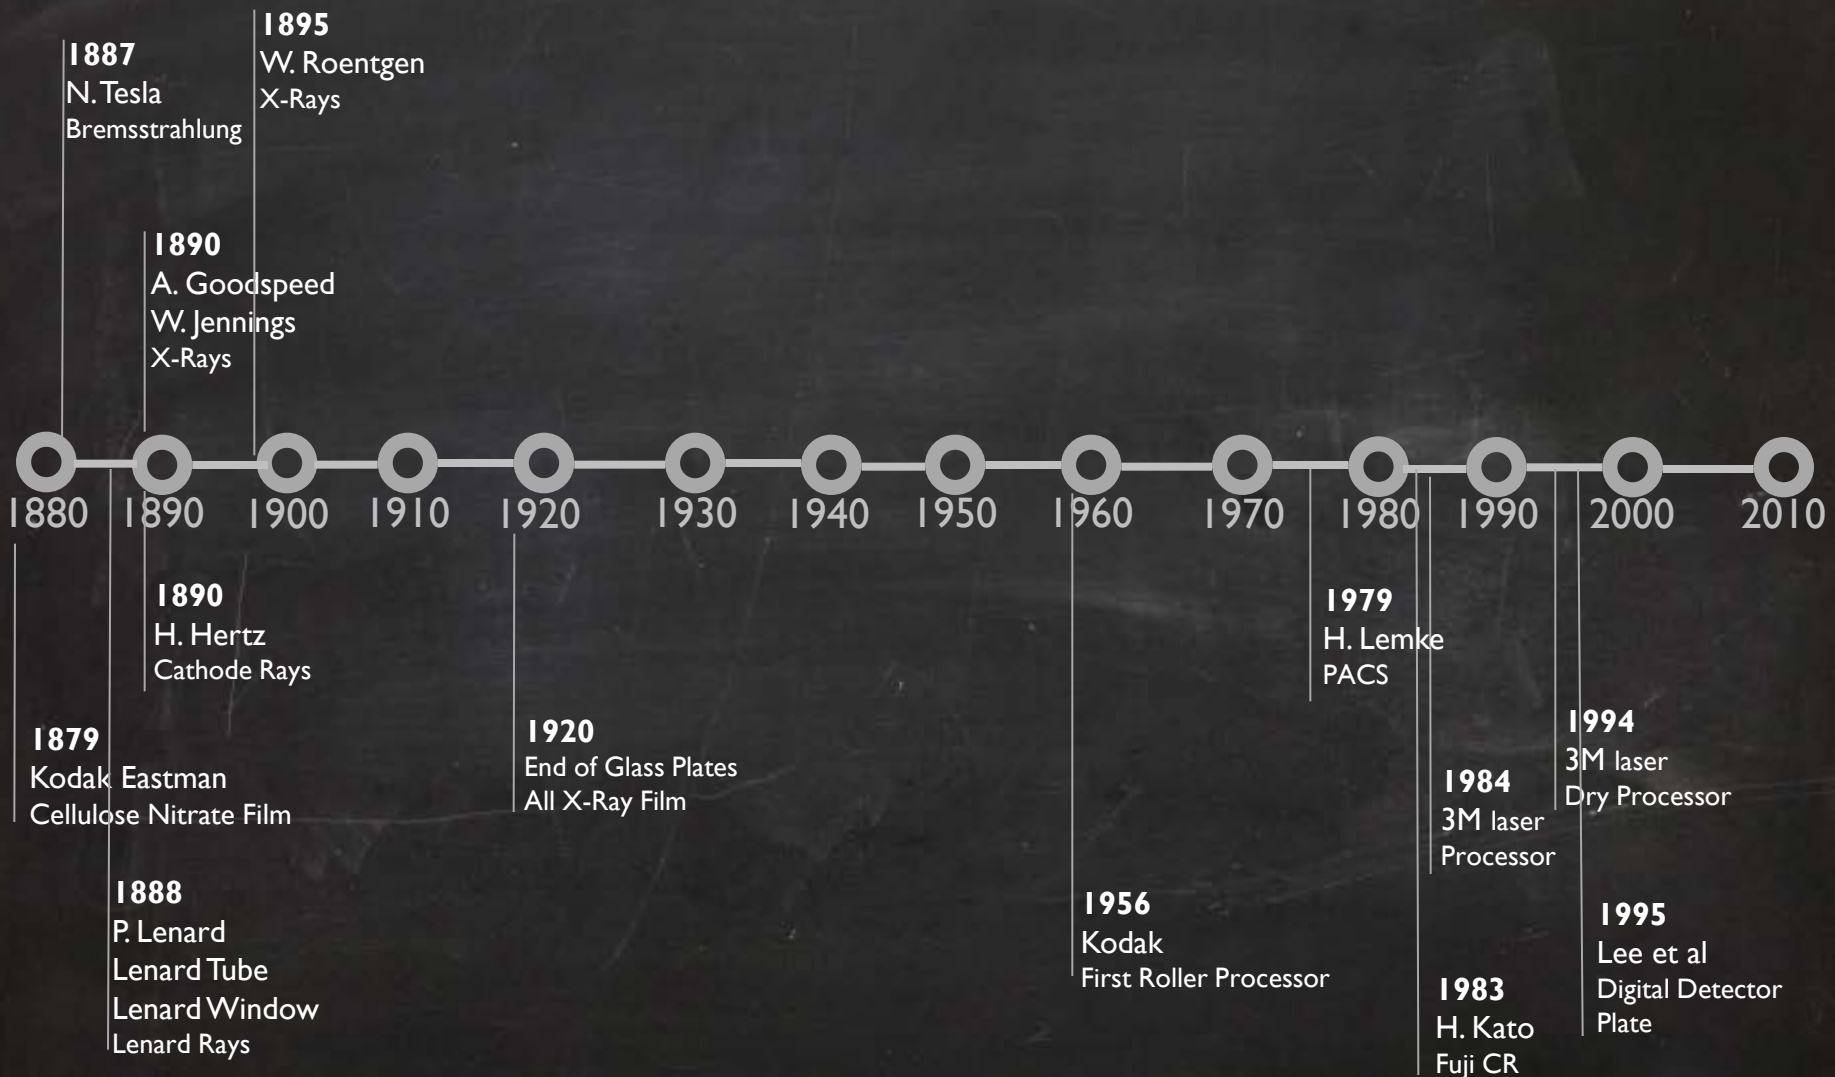 1887
N. Tesla
Bremsstrahlung
1895
W. Roentgen
X-Rays
1890
A. Goodspeed
W. Jennings
X-Rays
1880 1890 1900 1910 1920 1930 1940 1950 1960 1970 1980 1990 2000 2010
1879
Kodak Eastman
Cellulose Nitrate Film
1888
P. Lenard
Lenard Tube
Lenard Window
Lenard Rays
1890
H. Hertz
Cathode Rays
1920
End of Glass Plates
All X-Ray Film
1956
Kodak
First Roller Processor
1979
H. Lemke
PACS
1983
H. Kato
Fuji CR
1984
3M laser
Processor
1994
3M laser
Dry Processor
1995
Lee et al
Digital Detector
Plate